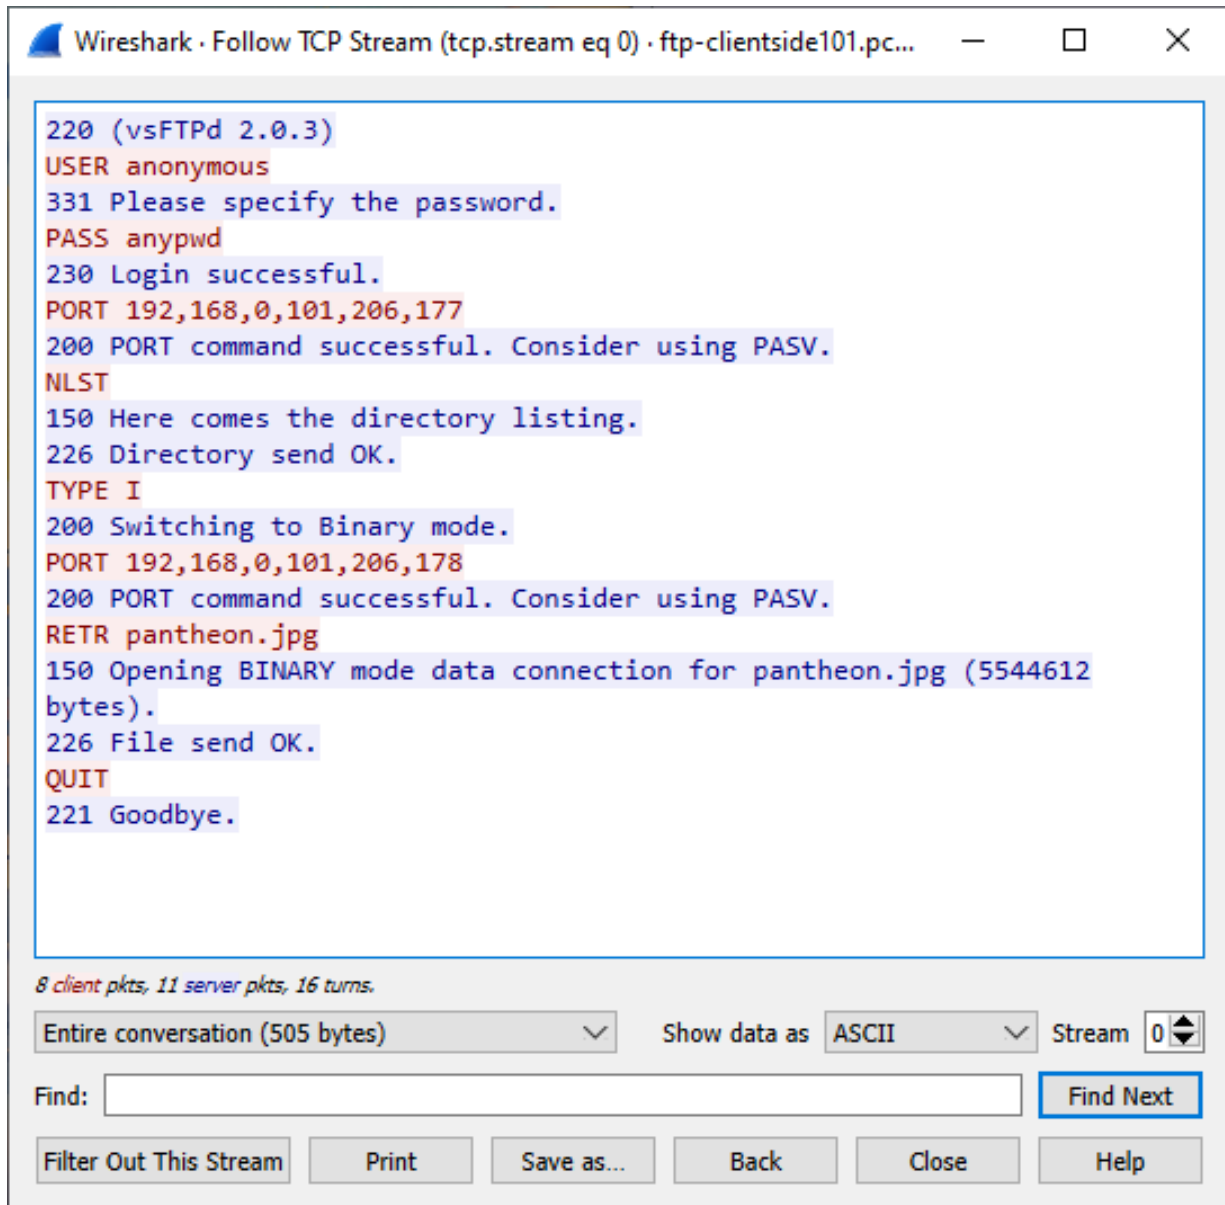 Wireshark · Follow TCP Stream (tcp.stream eq 0) · ftp-clientside101.pc...
220 (vsFTPd 2.0.3)
USER anonymous
331 Please specify the password.
PASS anypwd
230 Login successful.
PORT 192,168,0,101,206,177
200 PORT command successful. Consider using PASV.
NLST
150 Here comes the directory listing.
226 Directory send OK.
TYPE I
200 Switching to Binary mode.
PORT 192,168,0,101,206,178
200 PORT command successful. Consider using PASV.
RETR pantheon.jpg
150 Opening BINARY mode data connection for pantheon.jpg (5544612
bytes).
226 File send OK.
QUIT
221 Goodbye.
8 client pkts, 11 server pkts, 16 turns.
Entire conversation (505 bytes) Show data as ASCII Stream 0
Find: Find Next
Filter Out This Stream Print Save as... Back Close Help